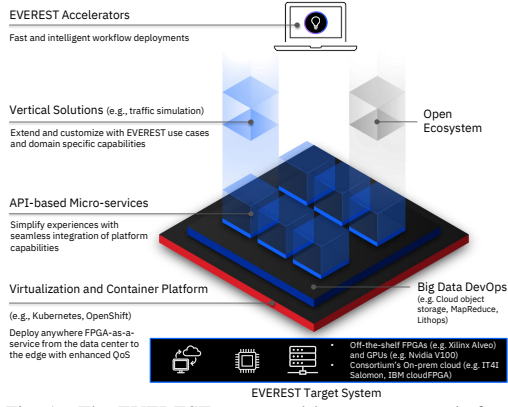 EVEREST Accelerators
Fast and intelligent workflow deployments
Vertical Solutions (e.g., traffic simulation)
Extend and customize with EVEREST use cases
and domain specific capabilities
Open
Ecosystem
API-based Micro-services
Simplify experiences with
seamless integration of platform
capabilities
Virtualization and Container Platform
(e.g., Kubernetes, OpenShift)
Deploy anywhere FPGA-as-a-
service from the data center to
the edge with enhanced QoS
Big Data DevOps
(e.g. Cloud object
storage, MapReduce,
Lithops)
• Off-the-shelf FPGAs (e.g. Xilinx Alveo)
and GPUs (e.g. Nvidia V100)
• Consortium's On-prem cloud (e.g. IT4I
Salomon, IBM cloudFPGA)
EVEREST Target System